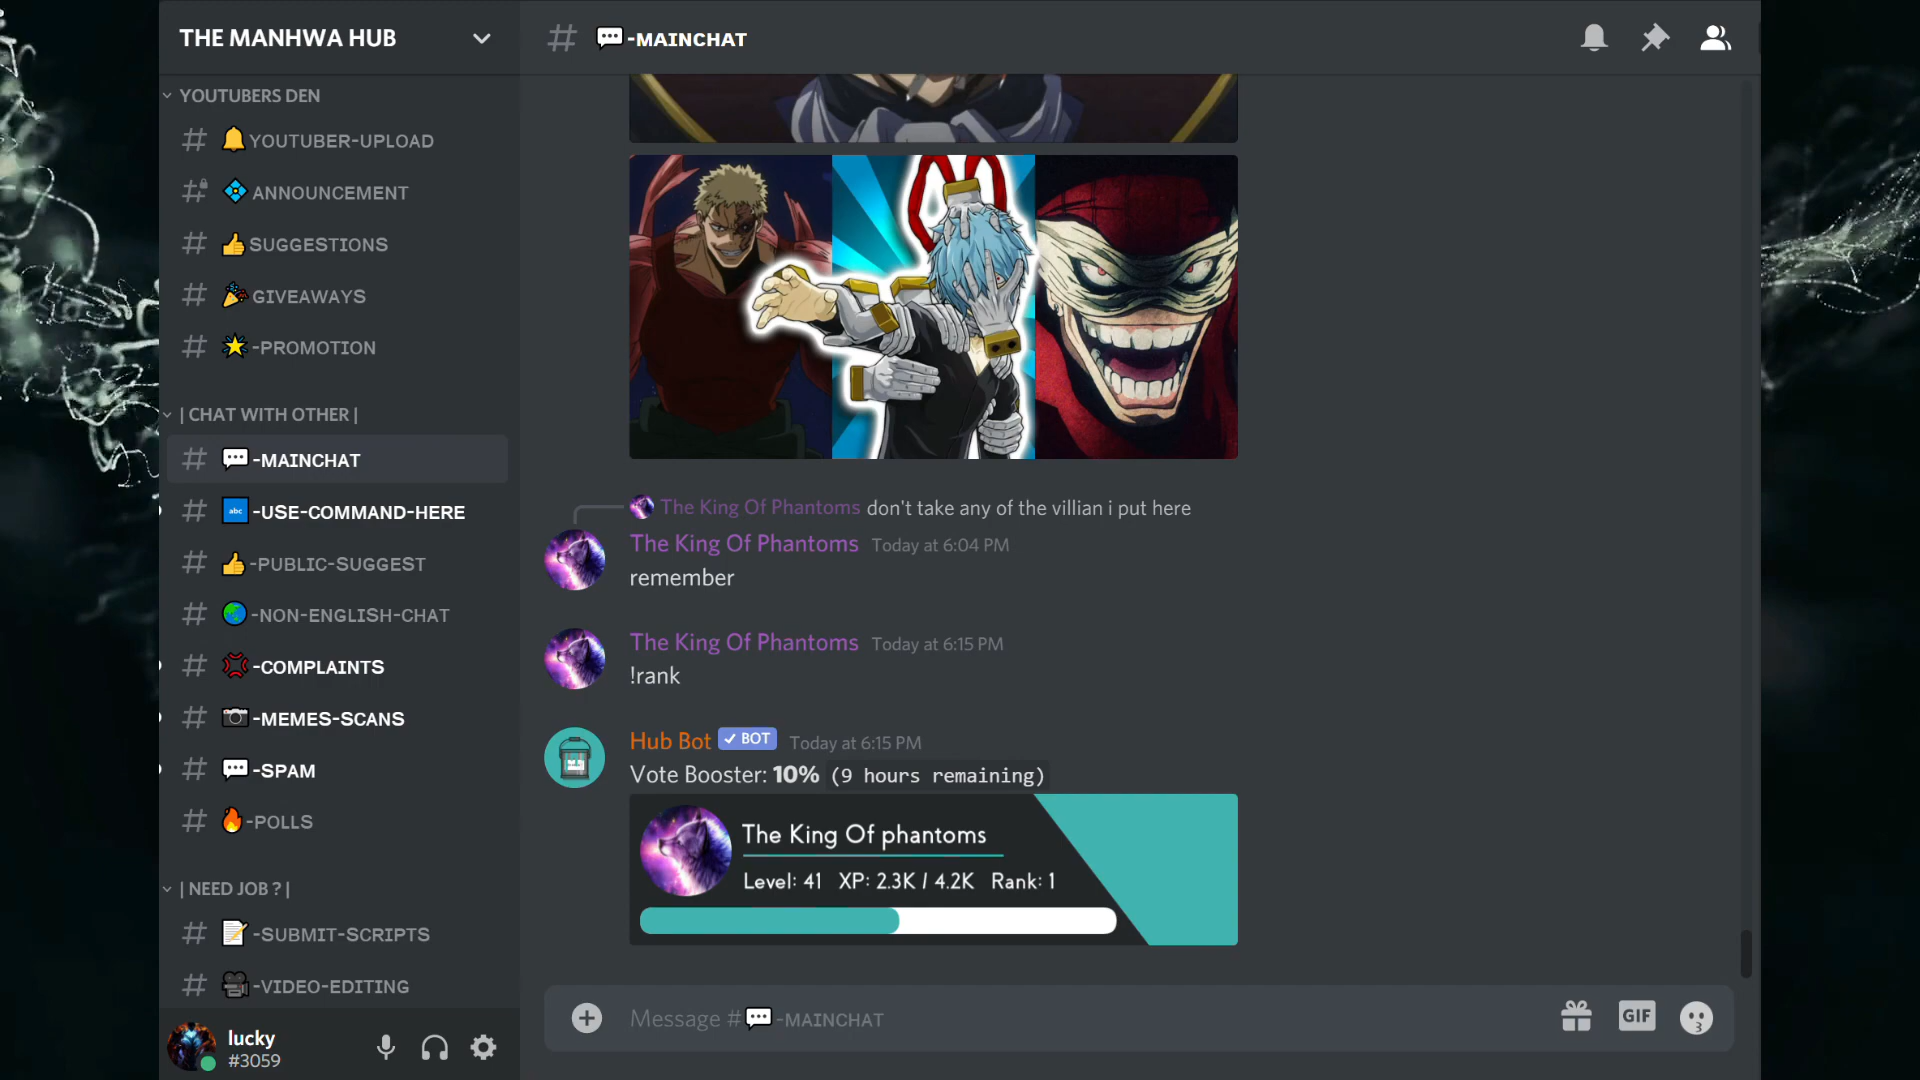 THE MANHWA HUB
YOUTUBERS DEN
YOUTUBER-UPLOAD
ANNOUNCEMENT
SUGGESTIONS
GIVEAWAYS
-PROMOTION
| CHAT WITH OTHER |
-MAINCHAT
abc -USE-COMMAND-HERE
-PUBLIC-SUGGEST
-NON-ENGLISH-CHAT
-COMPLAINTS
-MEMES-SCANS
-SPAM
-POLLS
| NEED JOB ? |
-SUBMIT-SCRIPTS
-VIDEO-EDITING
lucky
#3059
# -MAINCHAT
The King Of Phantoms don't take any of the villian i put here
The King Of Phantoms Today at 6:04 PM
remember
The King Of Phantoms Today at 6:15 PM
!rank
Hub Bot BOT Today at 6:15 PM
Vote Booster: 10% (9 hours remaining)
The King Of phantoms
Level: 41 XP: 2.3K / 4.2K Rank: 1
Message # -MAINCHAT
GIF